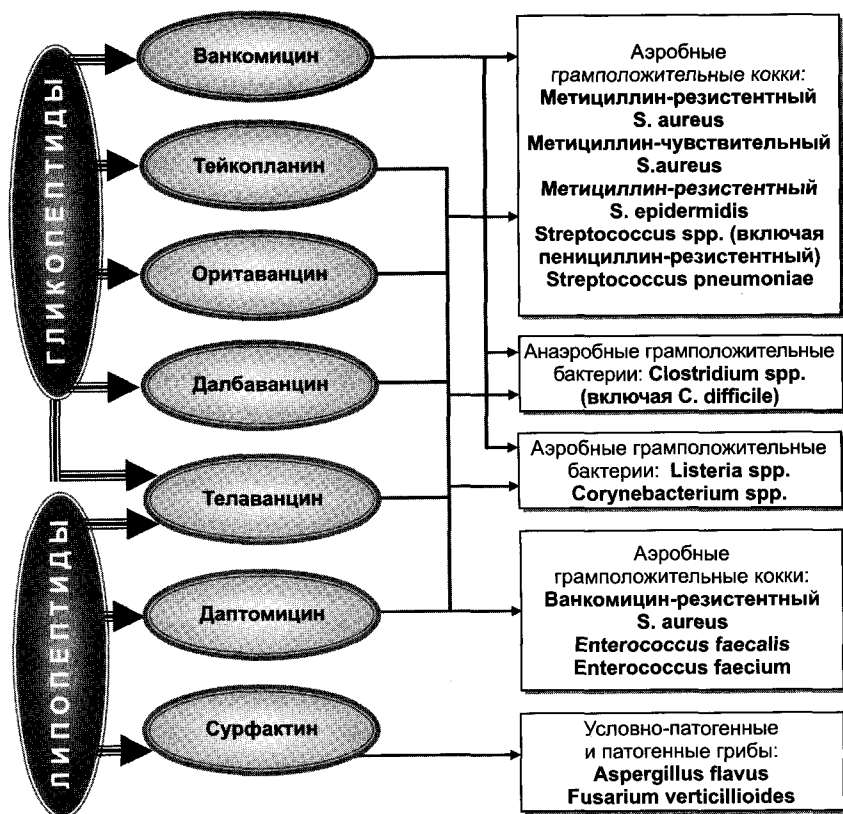 ГЛИКОПЕПТИДЫ
Ванкомицин
Тейкопланин
Оритаванцин
Далбаванцин
Телаванцин
ЛИПОПЕПТИДЫ
Даптомицин
Сурфактин
Аэробные
грамположительные кокки:
Метициллин-резистентный
S. aureus
Метициллин-чувствительный
S.aureus
Метициллин-резистентный
S. epidermidis
Streptococcus spp. (включая
пенициллин-резистентный)
Streptococcus pneumoniae
Анаэробные грамположительные
бактерии: Clostridium spp.
(включая C. difficile)
Аэробные грамположительные
бактерии: Listeria spp.
Corynebacterium spp.
Аэробные
грамположительные кокки:
Ванкомицин-резистентный
S. aureus
Enterococcus faecalis
Enterococcus faecium
Условно-патогенные
и патогенные грибы:
Aspergillus flavus
Fusarium verticillioides